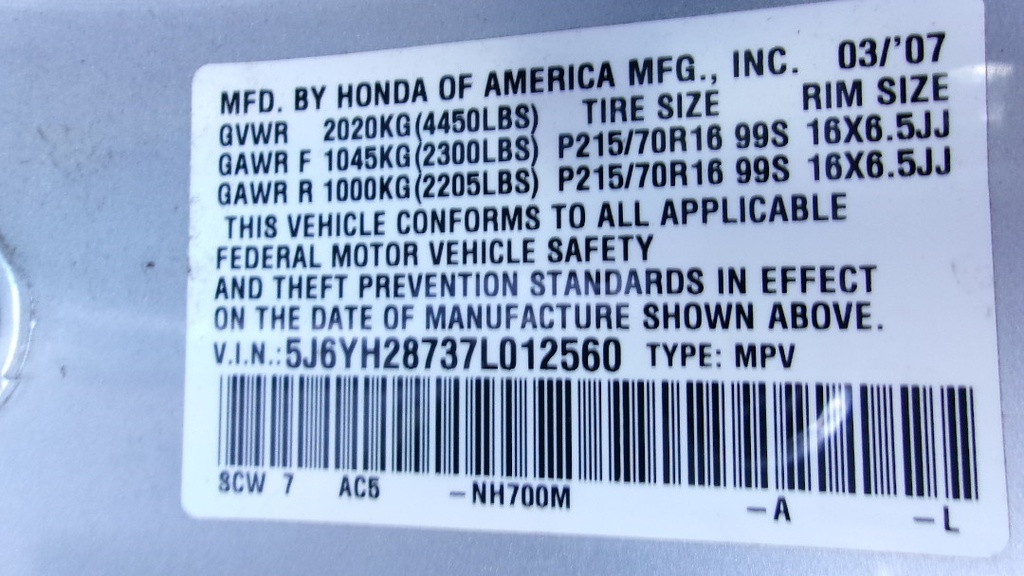 MFD. BY HONDA OF AMERICA MFG., INC. 03/'07
GVWR 2020KG(4450LBS) TIRE SIZE RIM SIZE
GAWR F 1045KG(2300LBS) P215/70R16 99S 16X6.5JJ
GAWR R 1000KG(2205LBS) P215/70R16 99S 16X6.5JJ
THIS VEHICLE CONFORMS TO ALL APPLICABLE
FEDERAL MOTOR VEHICLE SAFETY
AND THEFT PREVENTION STANDARDS IN EFFECT
ON THE DATE OF MANUFACTURE SHOWN ABOVE.
V.I.N.:5J6YH28737L012560 TYPE: MPV
SCW 7 AC5 -NH700M -A -L